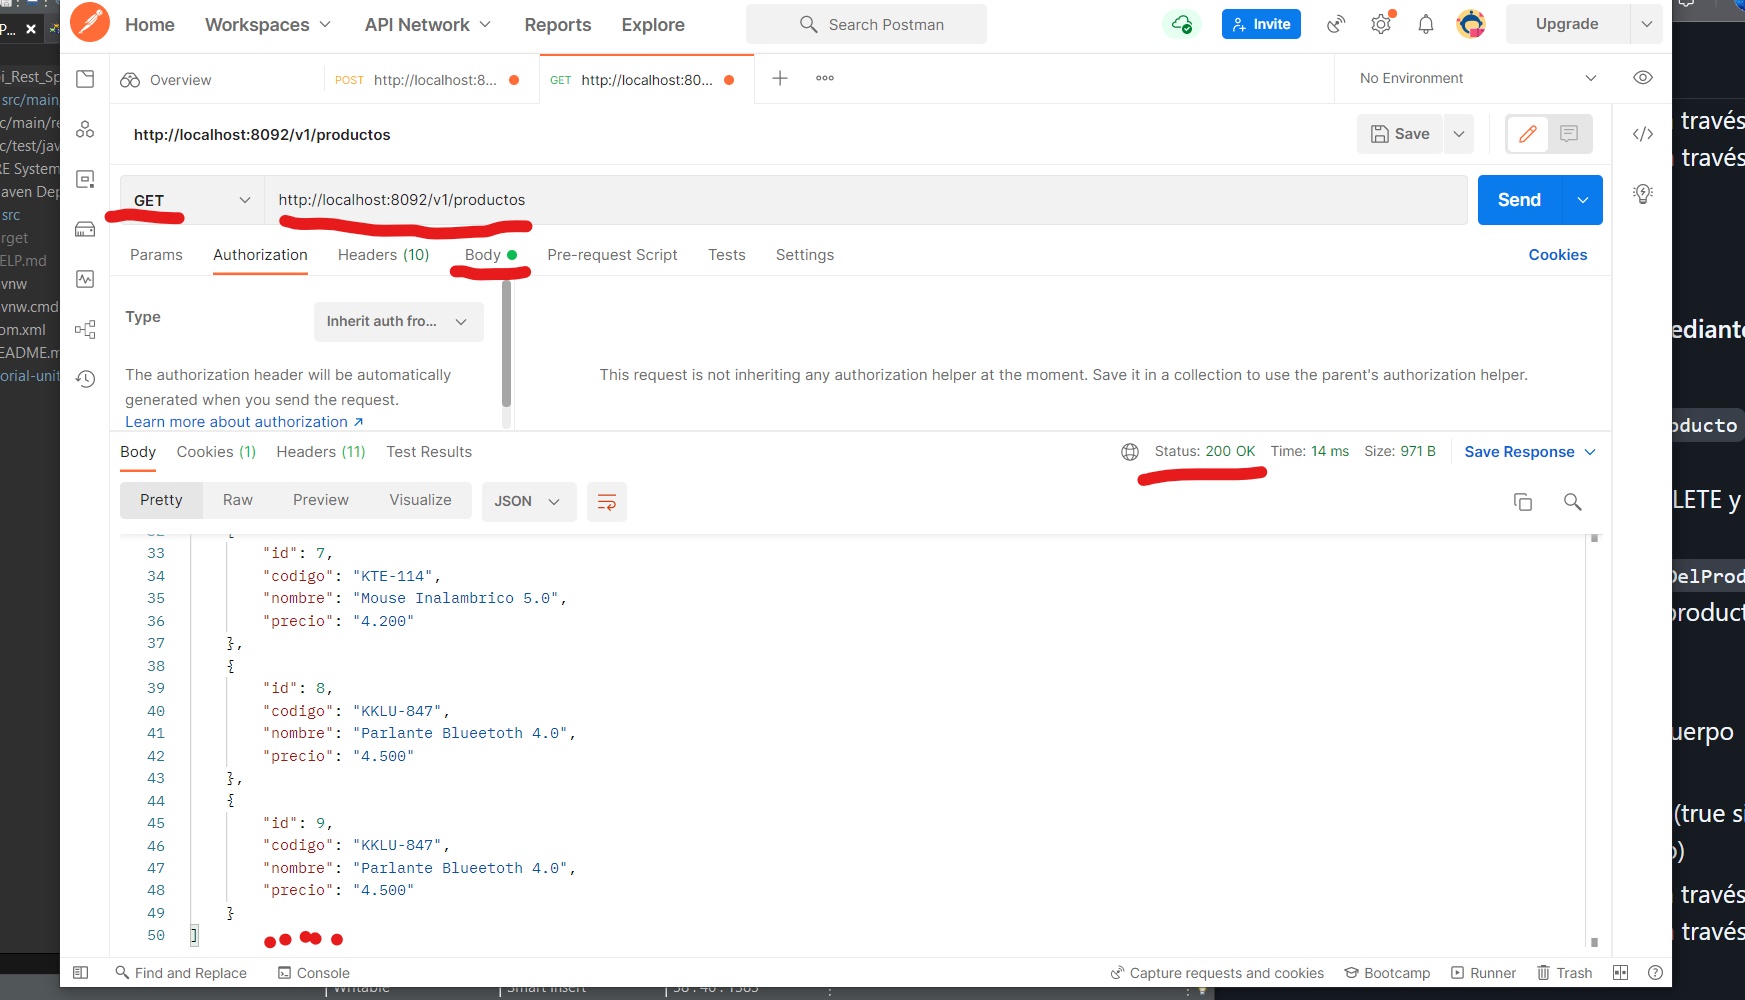 Home Workspaces API Network Reports Explore Search Postman Invite Upgrade
Overview POST http://localhost:8... GET http://localhost:80... No Environment
http://localhost:8092/v1/productos Save
GET http://localhost:8092/v1/productos Send
Params Authorization Headers (10) Body Pre-request Script Tests Settings Cookies
Type Inherit auth fro...
The authorization header will be automatically
generated when you send the request.
Learn more about authorization ↗
This request is not inheriting any authorization helper at the moment. Save it in a collection to use the parent's authorization helper.
Body Cookies (1) Headers (11) Test Results Status: 200 OK Time: 14 ms Size: 971 B Save Response
Pretty Raw Preview Visualize JSON
33 "id": 7,
34 "codigo": "KTE-114",
35 "nombre": "Mouse Inalambrico 5.0",
36 "precio": "4.200"
37 },
38 {
39 "id": 8,
40 "codigo": "KKLU-847",
41 "nombre": "Parlante Blueetoth 4.0",
42 "precio": "4.500"
43 },
44 {
45 "id": 9,
46 "codigo": "KKLU-847",
47 "nombre": "Parlante Blueetoth 4.0",
48 "precio": "4.500"
49 }
50 ]
Find and Replace Console Capture requests and cookies Bootcamp Runner Trash
P...
i_Rest_Sp
src/main
c/main/re
c/test/jav
RE System
aven Dep
src
rget
ELP.md
vnw
vnw.cmd
om.xml
EADME.m
orial-unit
través
través
ediante
oducto
LETE y
DelProd
product
uerpo
(true si
o)
través
través
Writable Smart Insert